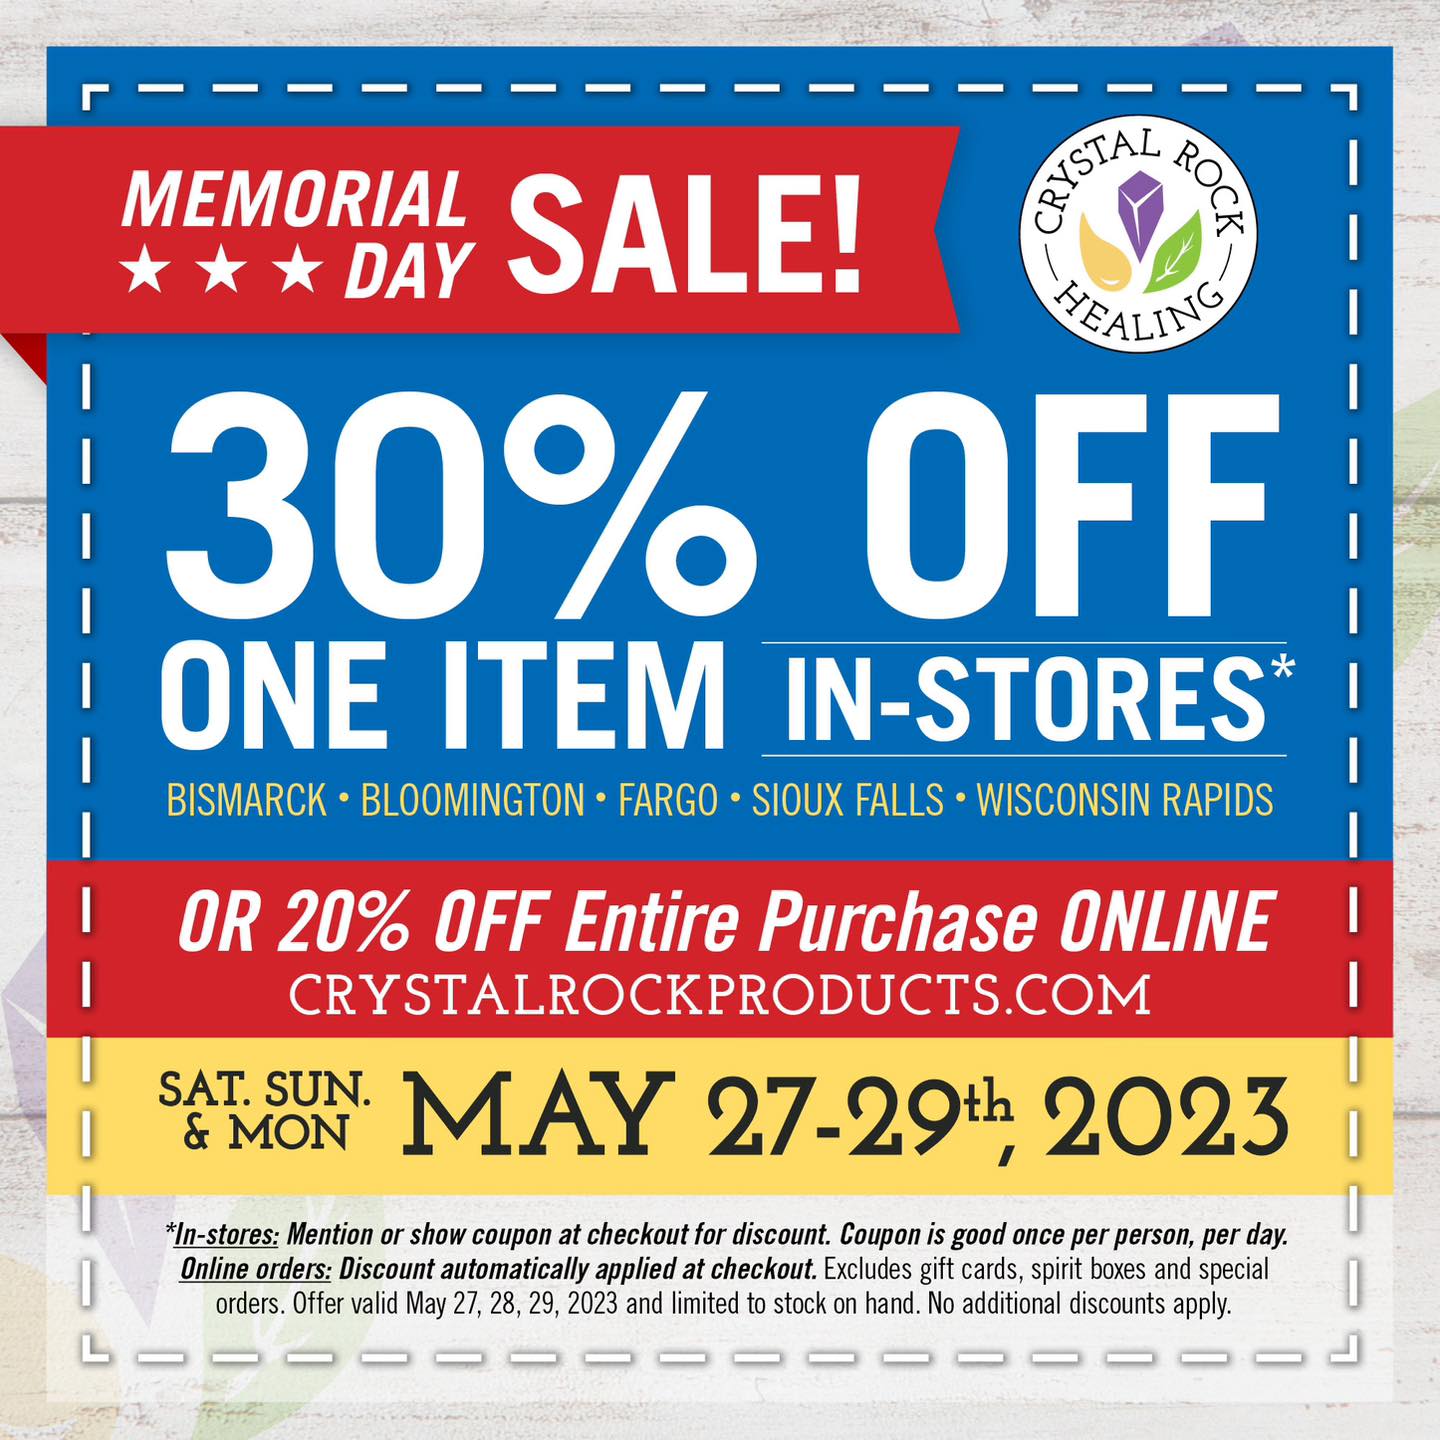 MEMORIAL
DAY
SALE!
CRYSTAL ROCK
HEALING
30% OFF
ONE ITEM IN-STORES*
BISMARCK • BLOOMINGTON • FARGO • SIOUX FALLS • WISCONSIN RAPIDS
OR 20% OFF Entire Purchase ONLINE
CRYSTALROCKPRODUCTS.COM
SAT. SUN.
& MON
MAY 27-29th, 2023
*In-stores: Mention or show coupon at checkout for discount. Coupon is good once per person, per day.
Online orders: Discount automatically applied at checkout. Excludes gift cards, spirit boxes and special
orders. Offer valid May 27, 28, 29, 2023 and limited to stock on hand. No additional discounts apply.